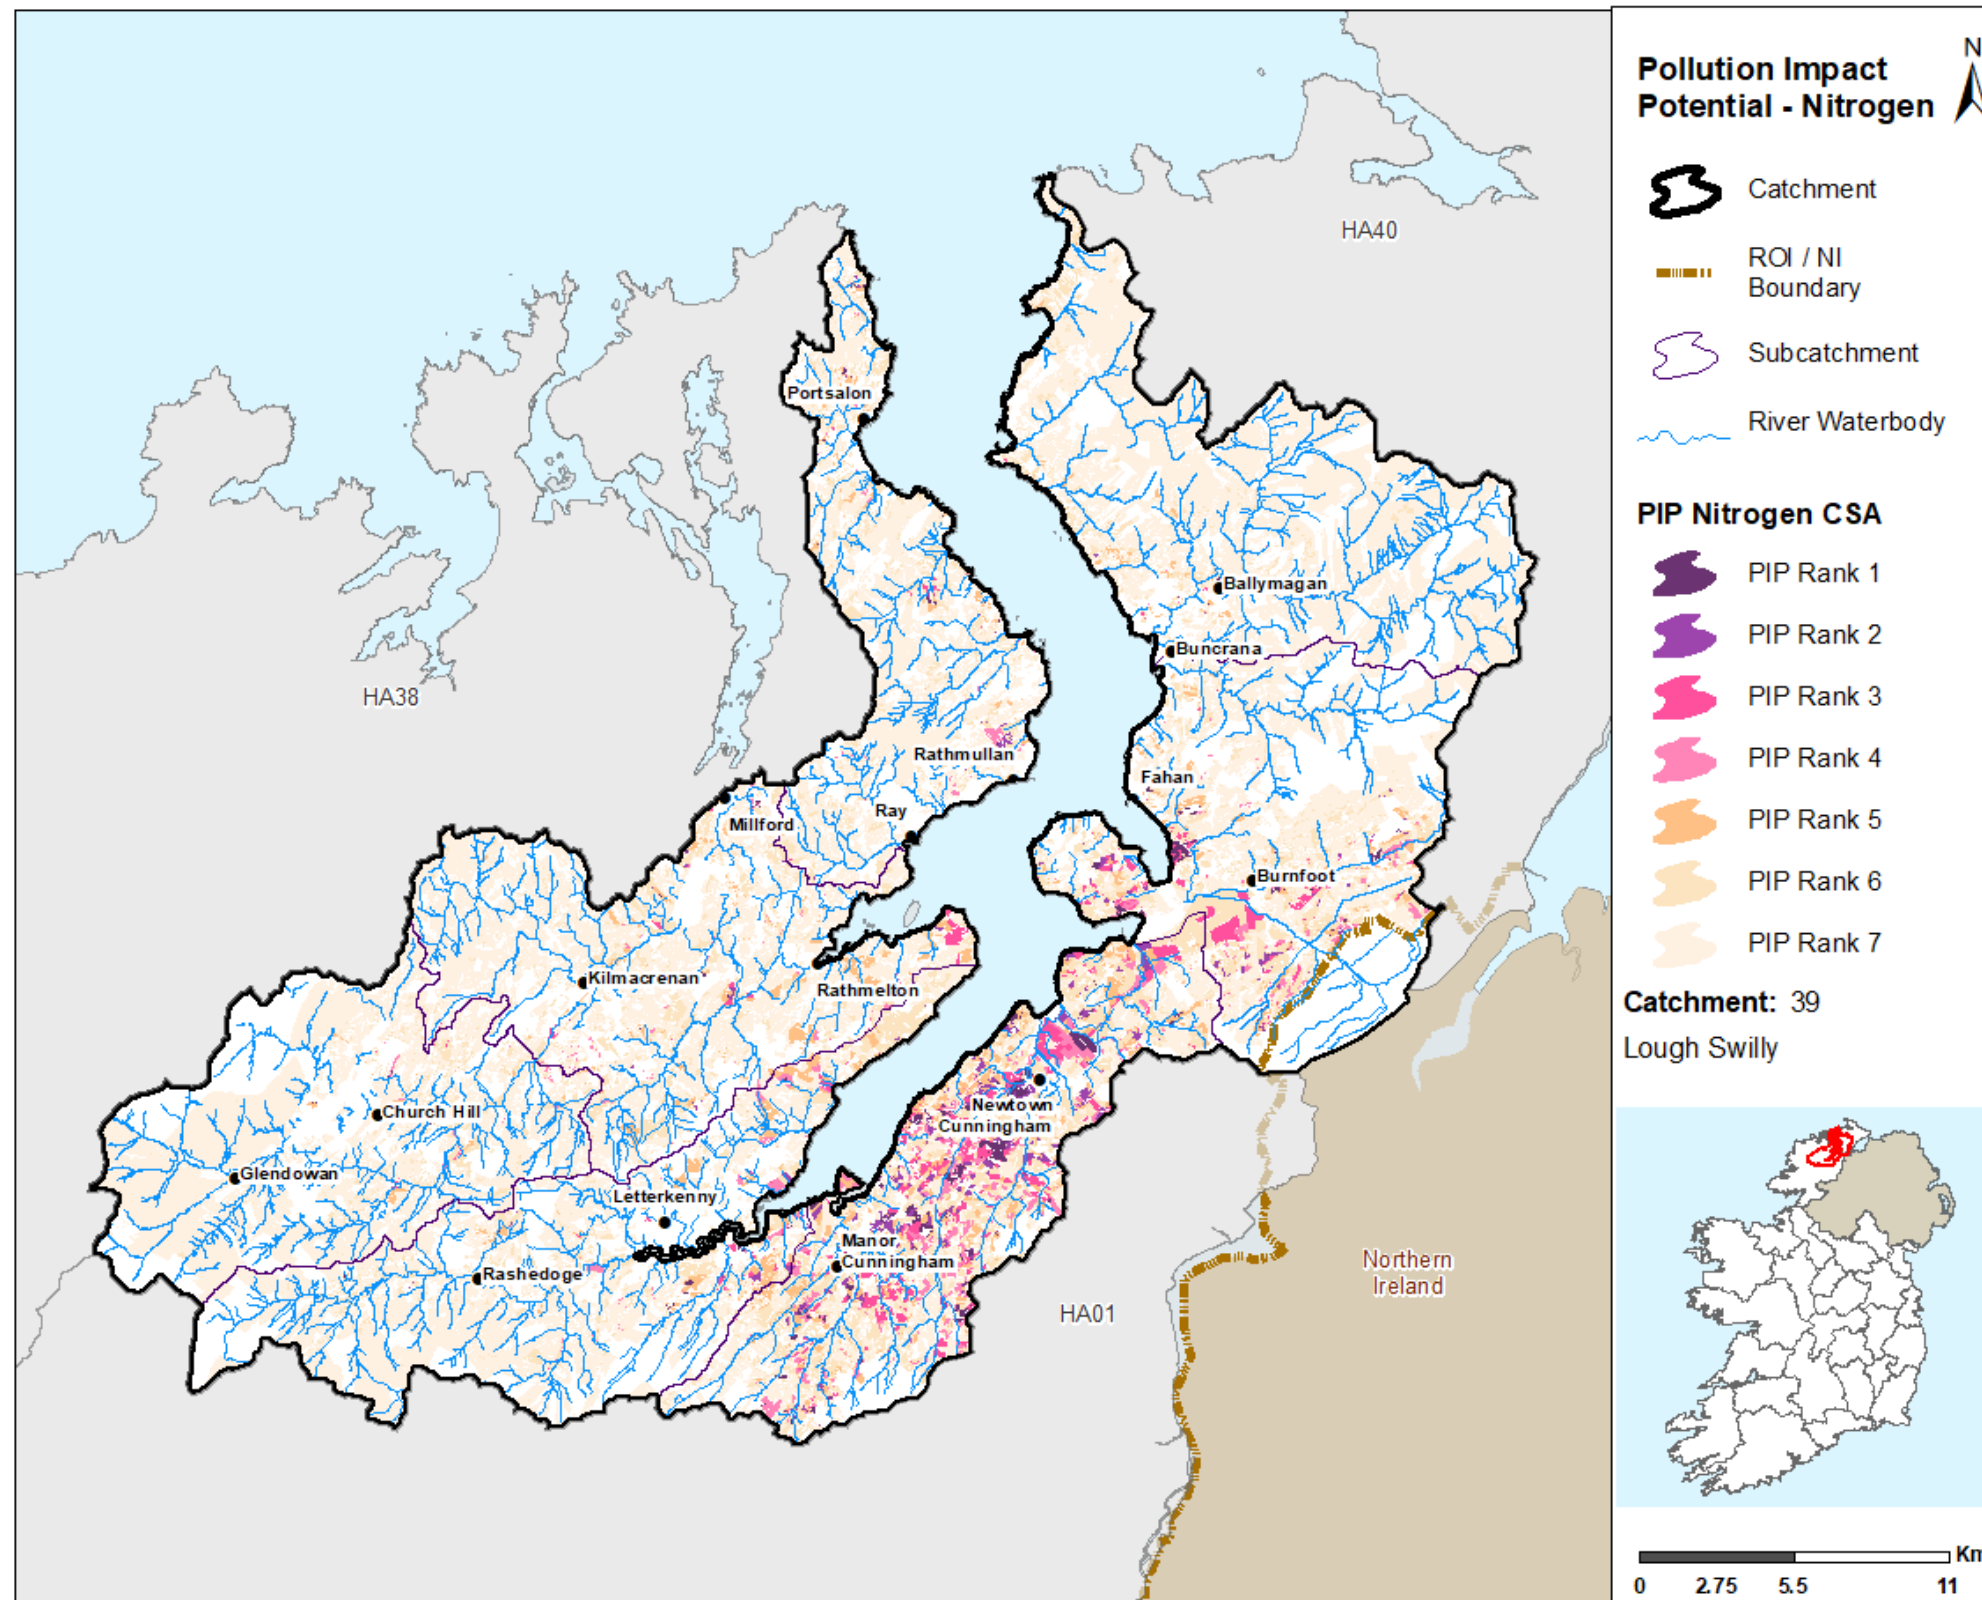 HA40
Portsalon
Ballymagan
Buncrana
HA38
Rathmullan
Fahan
Ray
Millford
Burnfoot
Kilmacrenan
Rathmelton
Newtown
Cunningham
Church Hill
Glendowan
Letterkenny
Manor
Cunningham
Rashedoge
HA01
Northern
Ireland
Pollution Impact
Potential - Nitrogen
N
Catchment
ROI / NI
Boundary
Subcatchment
River Waterbody
PIP Nitrogen CSA
PIP Rank 1
PIP Rank 2
PIP Rank 3
PIP Rank 4
PIP Rank 5
PIP Rank 6
PIP Rank 7
Catchment: 39
Lough Swilly
Km
0 2.75 5.5 11